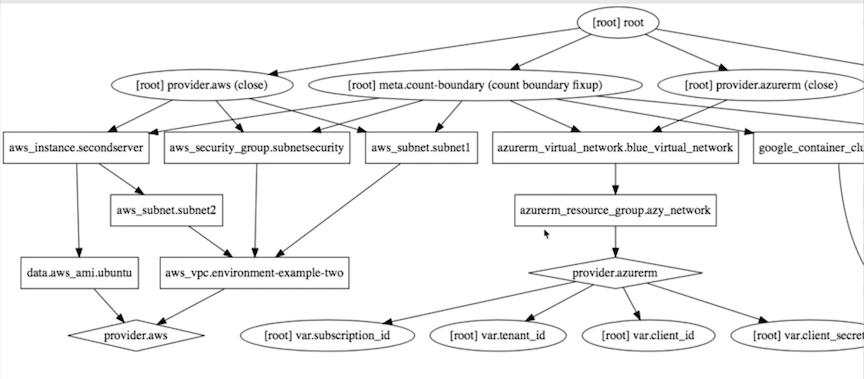 [root] root
[root] provider.aws (close)
[root] meta.count-boundary (count boundary fixup)
[root] provider.azurerm (close)
aws_instance.secondserver
aws_security_group.subnetsecurity
aws_subnet.subnet1
azurerm_virtual_network.blue_virtual_network
google_container_clu
aws_subnet.subnet2
azurerm_resource_group.azy_network
data.aws_ami.ubuntu
aws_vpc.environment-example-two
provider.azurerm
provider.aws
[root] var.subscription_id
[root] var.tenant_id
[root] var.client_id
[root] var.client_secret